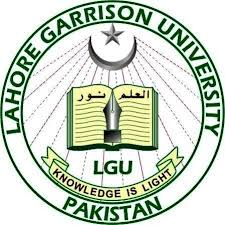 LAHORE GARRISON UNIVERSITY
العلم نور
LGU
KNOWLEDGE IS LIGHT
PAKISTAN